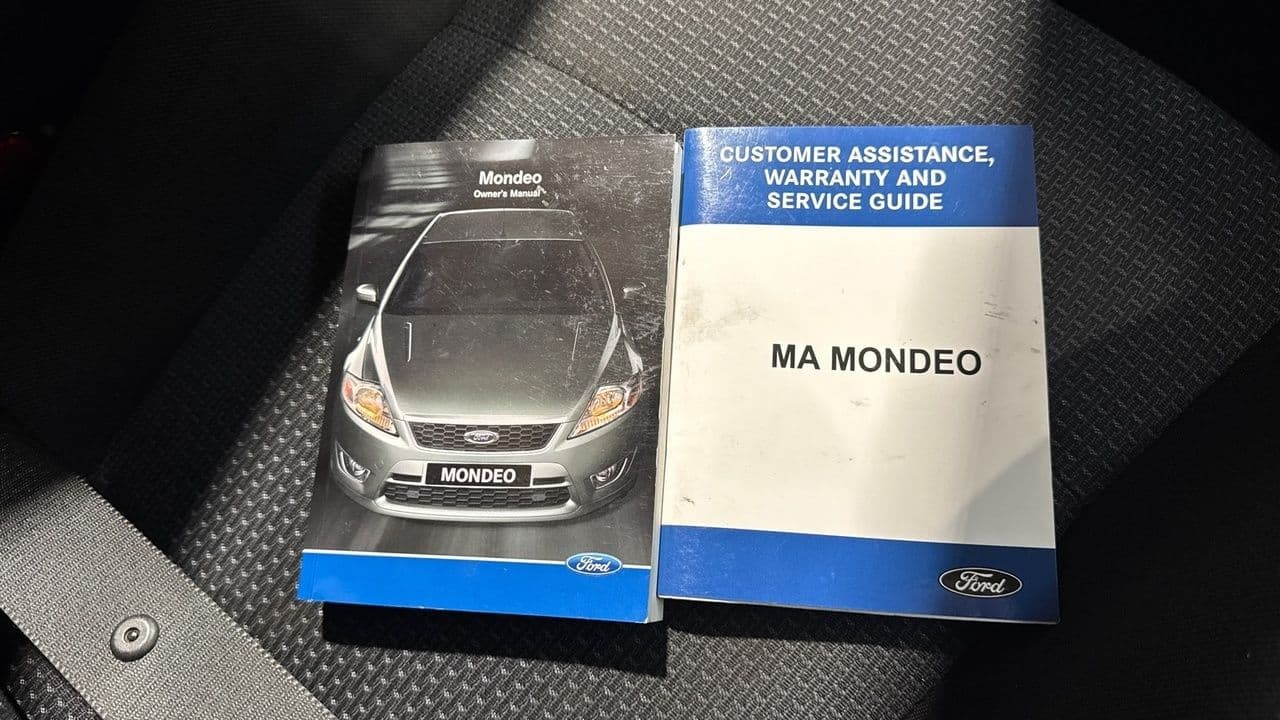 Mondeo
Owner's Manual
Ford
MONDEO
Ford
CUSTOMER ASSISTANCE,
WARRANTY AND
SERVICE GUIDE
MA MONDEO
Ford